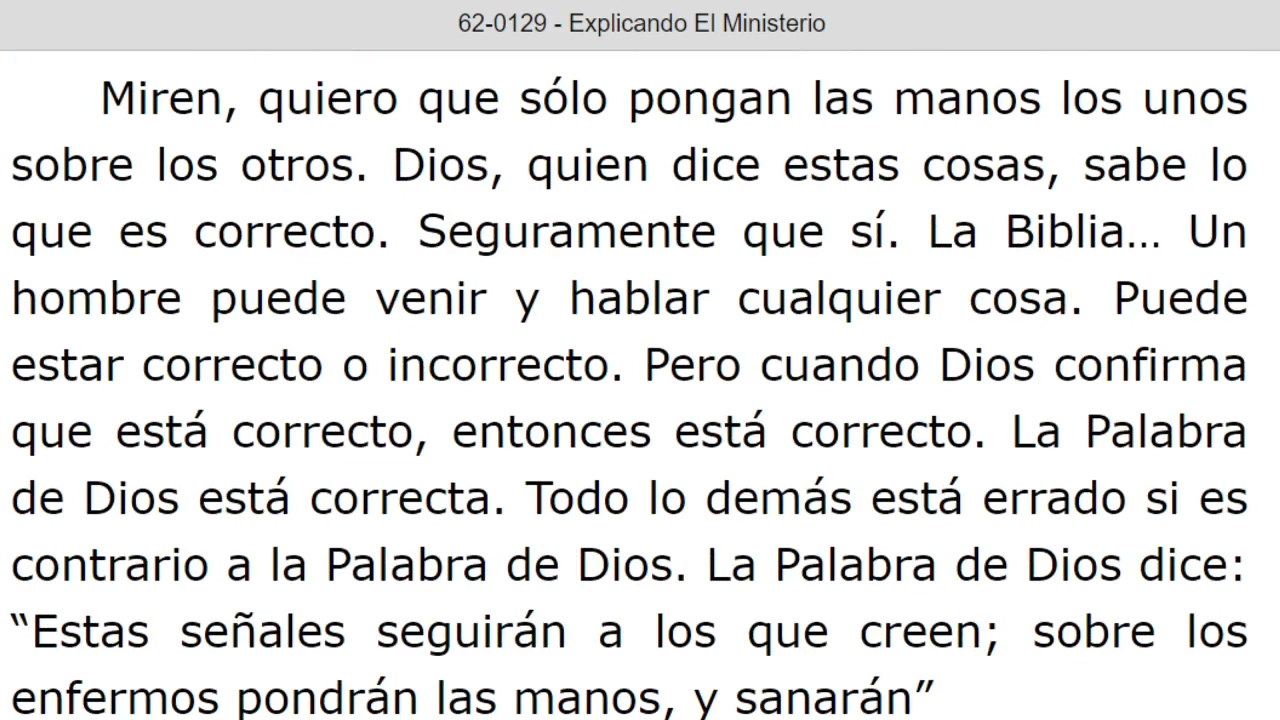 62-0129 - Explicando El Ministerio
Miren, quiero que sólo pongan las manos los unos
sobre los otros. Dios, quien dice estas cosas, sabe lo
que es correcto. Seguramente que sí. La Biblia… Un
hombre puede venir y hablar cualquier cosa. Puede
estar correcto o incorrecto. Pero cuando Dios confirma
que está correcto, entonces está correcto. La Palabra
de Dios está correcta. Todo lo demás está errado si es
contrario a la Palabra de Dios. La Palabra de Dios dice:
“Estas señales seguirán a los que creen; sobre los
enfermos pondrán las manos, y sanarán”